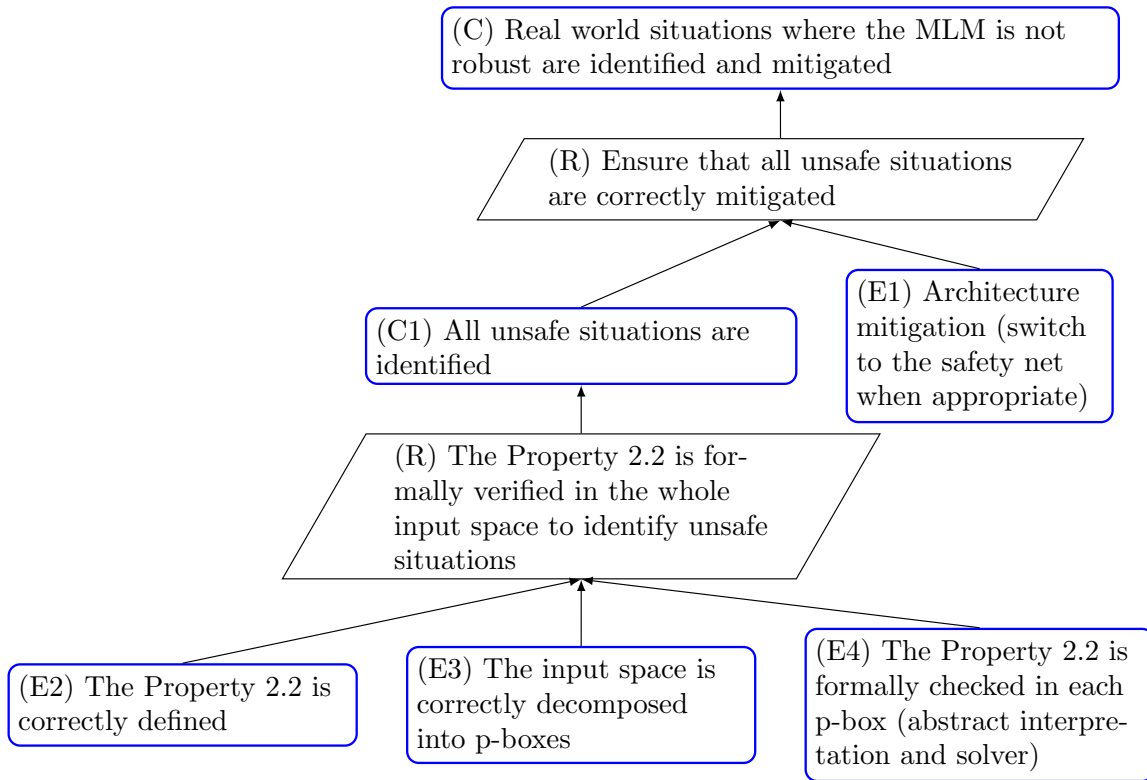 (C) Real world situations where the MLM is not
robust are identified and mitigated
(R) Ensure that all unsafe situations
are correctly mitigated
(C1) All unsafe situations are
identified
(E1) Architecture
mitigation (switch
to the safety net
when appropriate)
(R) The Property 2.2 is for-
mally verified in the whole
input space to identify unsafe
situations
(E2) The Property 2.2 is
correctly defined
(E3) The input space is
correctly decomposed
into p-boxes
(E4) The Property 2.2 is
formally checked in each
p-box (abstract interpre-
tation and solver)